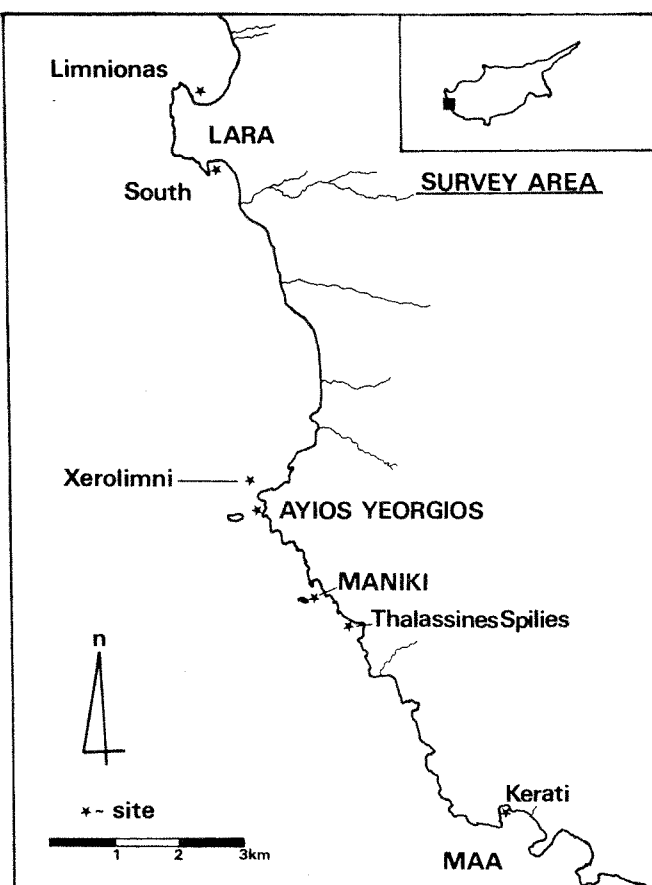 Limnionas
LARA
South
SURVEY AREA
Xerolimni
AYIOS YEORGIOS
MANIKI
Thalassines Spilies
n
*~ site
1 2 3km
Kerati
MAA